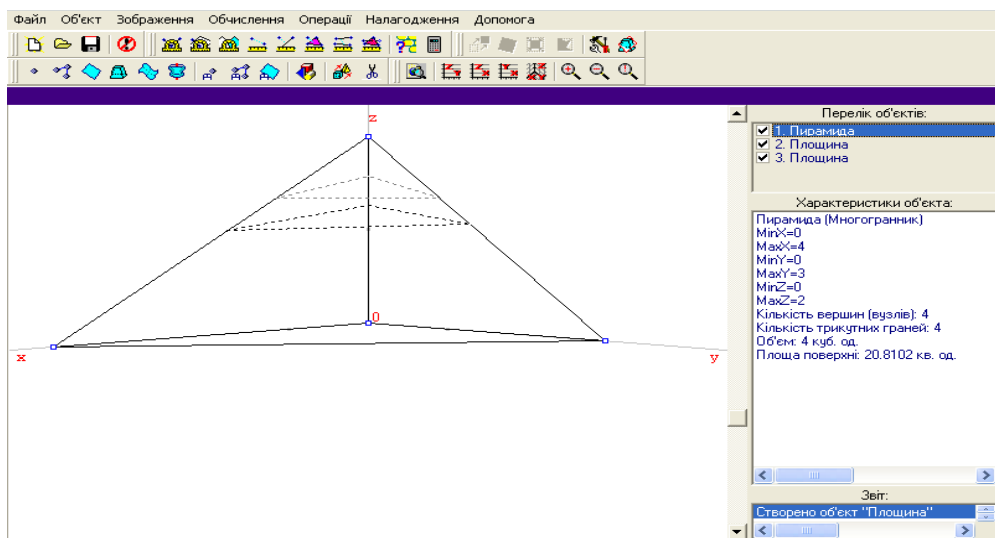 Файл Об'єкт Зображення Обчислення Операції Налагодження Допомога
Перелік об'єктів:
1. Пирамида
2. Площина
3. Площина
z
0
x
y
Характеристики об'єкта:
Пирамида (Многогранник)
MinX=0
MaxX=4
MinY=0
MaxY=3
MinZ=0
MaxZ=2
Кількість вершин (вузлів): 4
Кількість трикутних граней: 4
Об'єм: 4 куб. од.
Площа поверхні: 20.8102 кв. од.
Звіт:
Створено об'єкт "Площина"